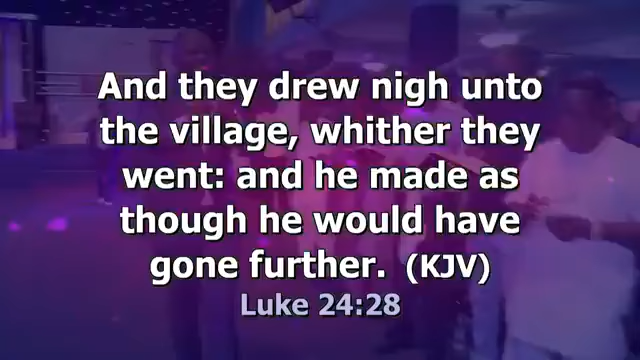 And they drew nigh unto
the village, whither they
went: and he made as
though he would have
gone further. (KJV)
Luke 24:28